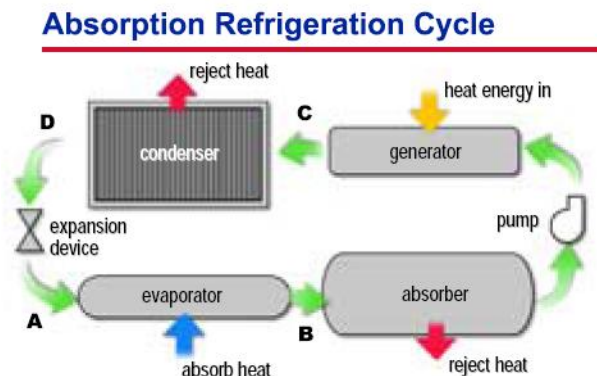 Absorption Refrigeration Cycle
reject heat
heat energy in
D
C
condenser
generator
expansion
device
pump
evaporator
absorber
A
B
absorb heat
reject heat